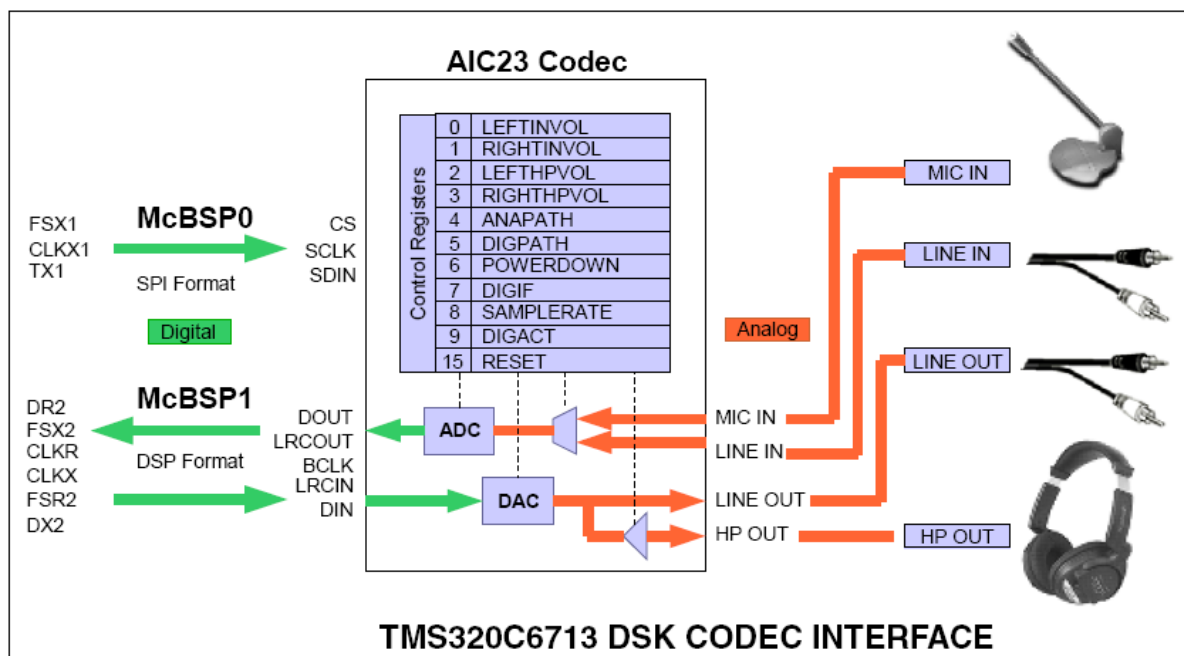 AIC23 Codec
Control Registers
0 LEFTINVOL
1 RIGHTINVOL
2 LEFTHPVOL
3 RIGHTHPVOL
4 ANAPATH
5 DIGPATH
6 POWERDOWN
7 DIGIF
8 SAMPLERATE
9 DIGACT
15 RESET
McBSP0
FSX1
CLKX1
TX1
SPI Format
CS
SCLK
SDIN
Digital
Analog
MIC IN
LINE IN
LINE OUT
HP OUT
McBSP1
DR2
FSX2
CLKR
CLKX
FSR2
DX2
DSP Format
DOUT
LRCOUT
BCLK
LRCIN
DIN
ADC
DAC
MIC IN
LINE IN
LINE OUT
HP OUT
TMS320C6713 DSK CODEC INTERFACE